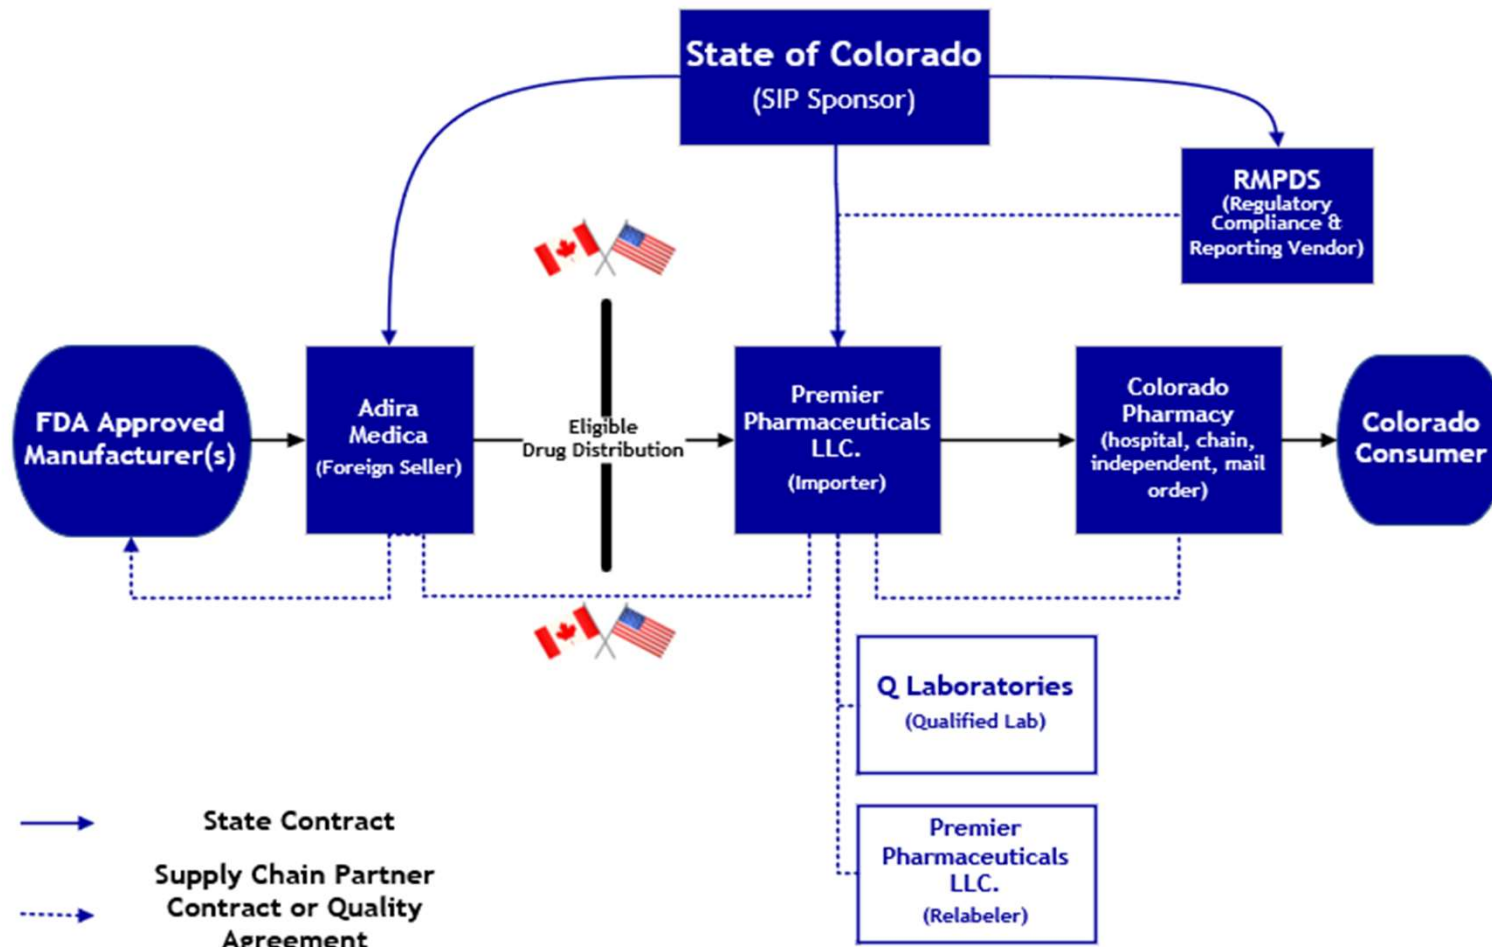 State of Colorado
(SIP Sponsor)
RMPDS
(Regulatory
Compliance &
Reporting Vendor)
FDA Approved
Manufacturer(s)
Adira
Medica
(Foreign Seller)
Eligible
Drug Distribution
Premier
Pharmaceuticals
LLC.
(Importer)
Colorado
Pharmacy
(hospital, chain,
independent, mail
order)
Colorado
Consumer
Q Laboratories
(Qualified Lab)
Premier
Pharmaceuticals
LLC.
(Relabeler)
State Contract
Supply Chain Partner
Contract or Quality
Agreement